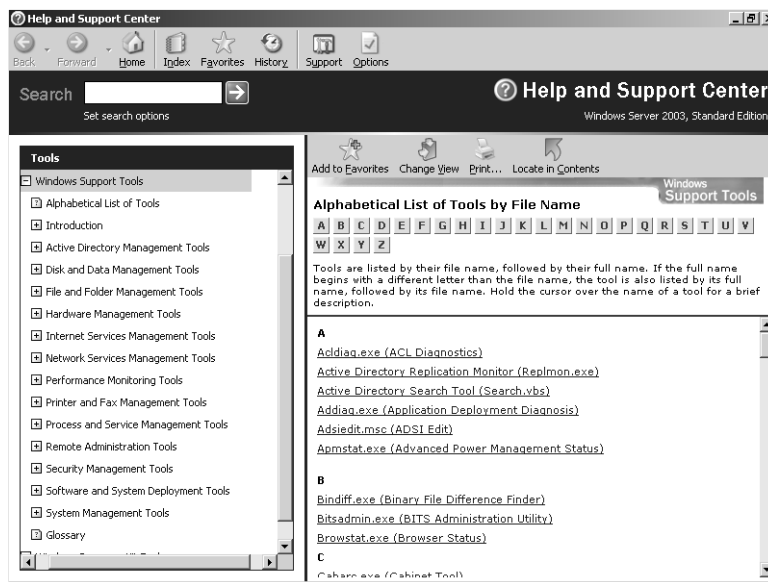 Help and Support Center
Back Forward Home Index Favorites History Support Options
Search
Set search options
Help and Support Center
Windows Server 2003, Standard Edition
Tools
Windows Support Tools
Alphabetical List of Tools
Introduction
Active Directory Management Tools
Disk and Data Management Tools
File and Folder Management Tools
Hardware Management Tools
Internet Services Management Tools
Network Services Management Tools
Performance Monitoring Tools
Printer and Fax Management Tools
Process and Service Management Tools
Remote Administration Tools
Security Management Tools
Software and System Deployment Tools
System Management Tools
Glossary
Add to Favorites Change View Print... Locate in Contents
Windows
Support Tools
Alphabetical List of Tools by File Name
A B C D E F G H I J K L M N O P Q R S T U V
W X Y Z
Tools are listed by their file name, followed by their full name. If the full name
begins with a different letter than the file name, the tool is also listed by its full
name, followed by its file name. Hold the cursor over the name of a tool for a brief
description.
A
Acldiag.exe (ACL Diagnostics)
Active Directory Replication Monitor (Replmon.exe)
Active Directory Search Tool (Search.vbs)
Addiag.exe (Application Deployment Diagnosis)
Adsiedit.msc (ADSI Edit)
Apmstat.exe (Advanced Power Management Status)
B
Bindiff.exe (Binary File Difference Finder)
Bitsadmin.exe (BITS Administration Utility)
Browstat.exe (Browser Status)
C
Cabarc.exe (Cabinet Tool)